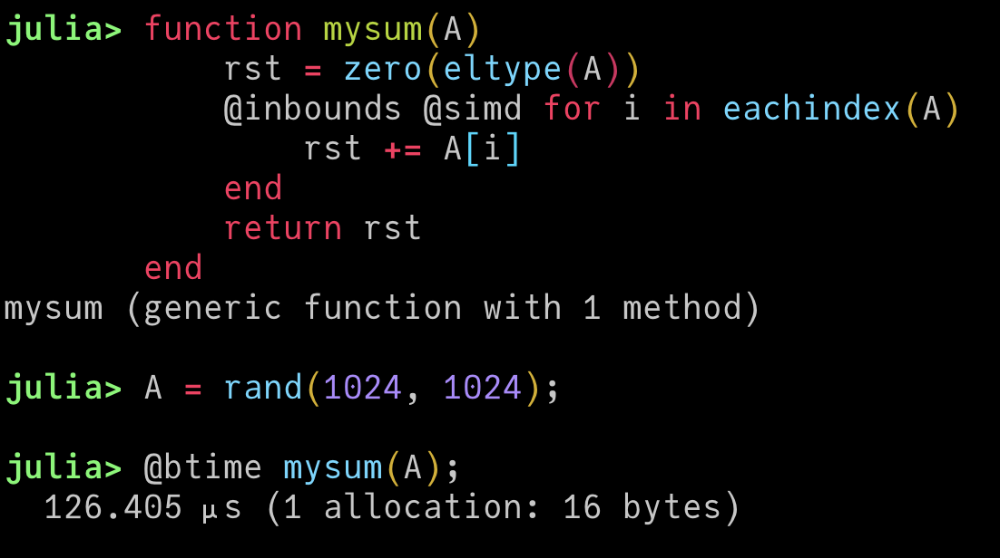 julia> function mysum(A)
           rst = zero(eltype(A))
           @inbounds @simd for i in eachindex(A)
               rst += A[i]
           end
           return rst
       end
mysum (generic function with 1 method)

julia> A = rand(1024, 1024);

julia> @btime mysum(A);
  126.405 μs (1 allocation: 16 bytes)